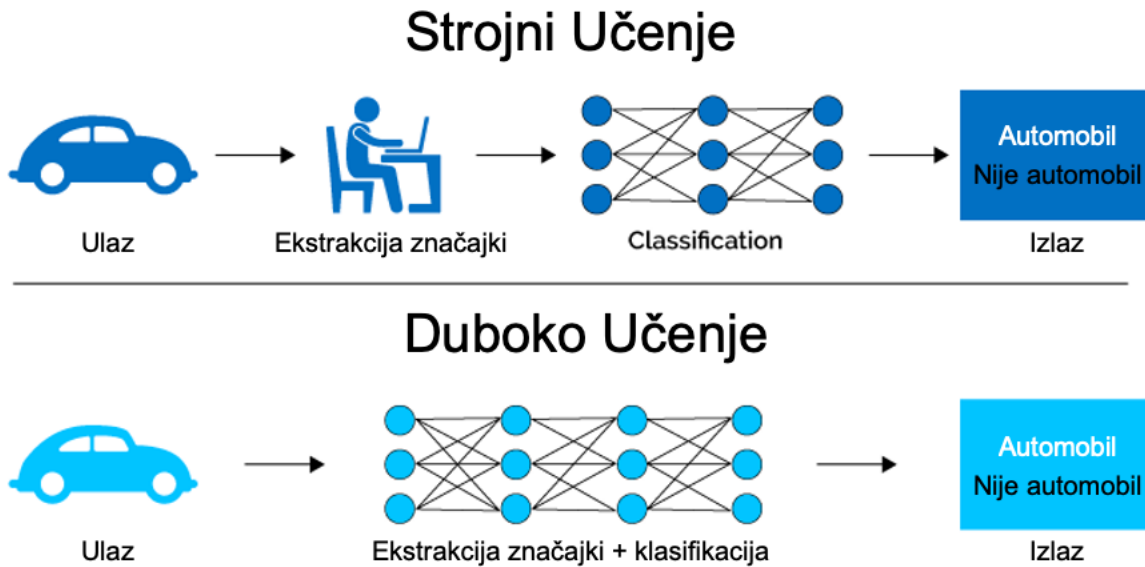 Strojni Učenje
Automobil
Nije automobil
Ulaz
Ekstrakcija značajki
Classification
Izlaz
Duboko Učenje
Automobil
Nije automobil
Ulaz
Ekstrakcija značajki + klasifikacija
Izlaz